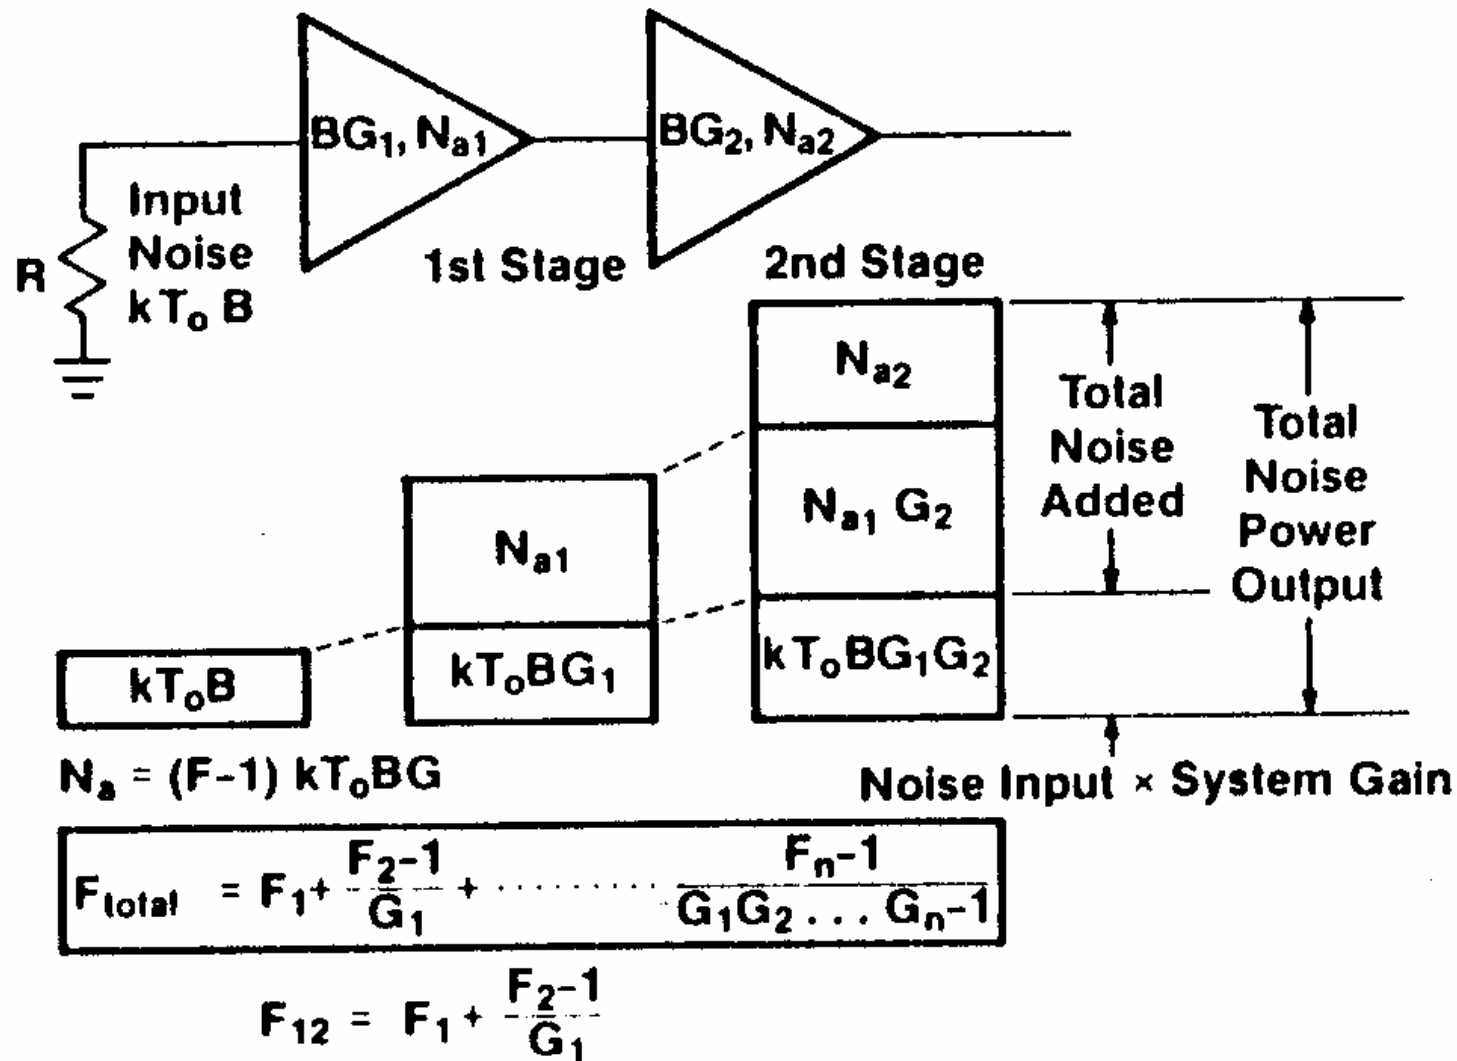 BG₁, Nₐ₁
BG₂, Nₐ₂
Input
Noise
kTₒ B
R
1st Stage
2nd Stage
Nₐ₂
Nₐ₁ G₂
kTₒBG₁G₂
Nₐ₁
kTₒBG₁
kTₒB
Total
Noise
Added
Total
Noise
Power
Output
Nₐ = (F-1) kTₒBG
Noise Input × System Gain
F_total = F₁+ F₂-1 / G₁ + ········ Fₙ-1 / G₁G₂ . . . Gₙ-1
F₁₂ = F₁ + F₂-1 / G₁